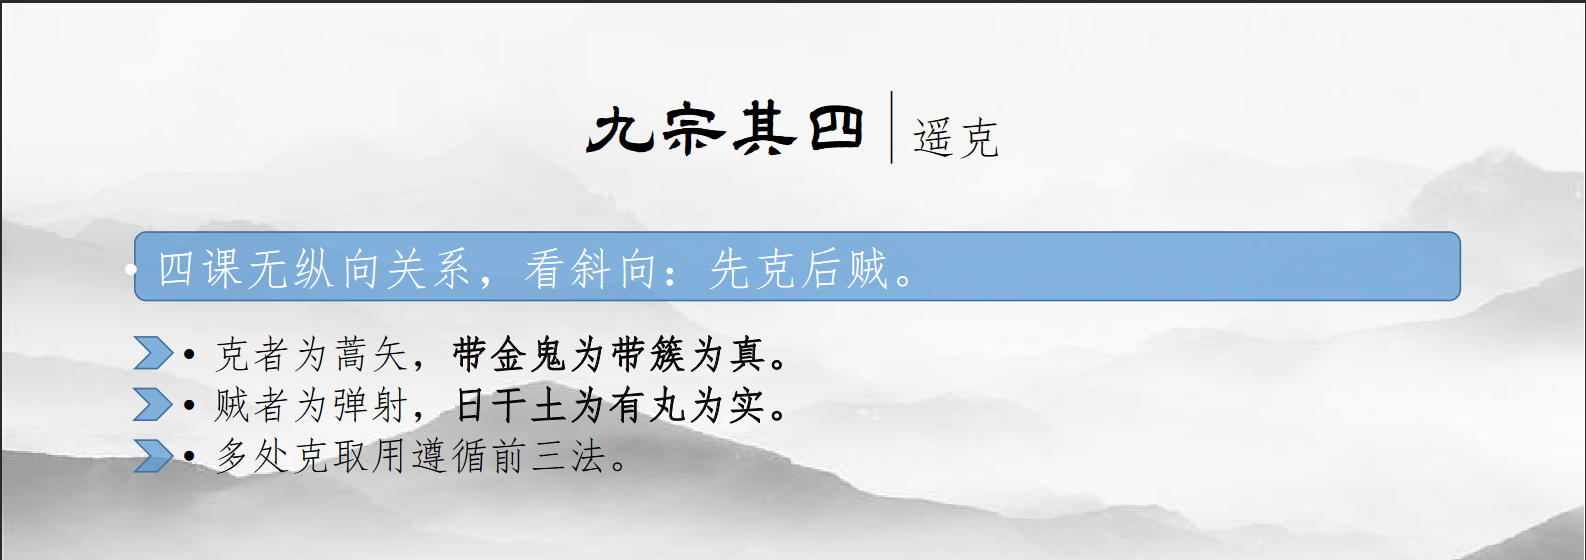 九宗其四 | 遥克
• 四课无纵向关系，看斜向：先克后贼。
• 克者为蒿矢，带金鬼为带簇为真。
• 贼者为弹射，日干土为有丸为实。
• 多处克取用遵循前三法。